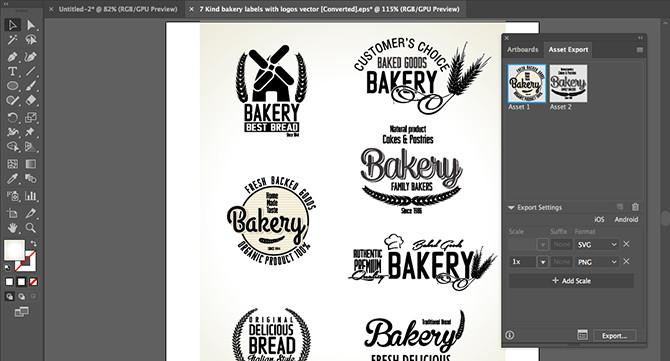 × Untitled-2* @ 82% (RGB/GPU Preview)
× 7 Kind bakery labels with logos vector [Converted].eps* @ 115% (RGB/GPU Preview)
BAKERY
BEST BREAD
Since 1944
CUSTOMER'S CHOICE
BAKED GOODS
BAKERY
Natural product
Cakes & Pastries
Bakery
FAMILY BAKERS
Since 1986
FRESH BACKED GOODS
Home
Made
Taste
Bakery
SINCE 1944
ORGANIC PRODUCT 100%
AUTHENTIC
PREMIUM
Quality
Baked Goods
BAKERY
ORIGINAL
DELICIOUS
BREAD
Italian Style
Traditional Bread
Bakery
FRESH DELICIOUS
Artboards
Asset Export
Asset 1
Asset 2
Export Settings
iOS
Android
Scale
Suffix
Format
None
SVG
1x
None
PNG
+ Add Scale
Export...